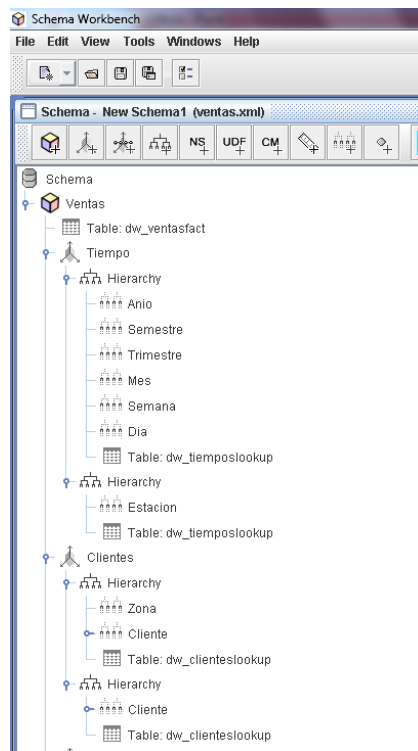 Schema Workbench
File Edit View Tools Windows Help
Schema - New Schema1 (ventas.xml)
NS UDF CM
Schema
Ventas
Table: dw_ventasfact
Tiempo
Hierarchy
Anio
Semestre
Trimestre
Mes
Semana
Dia
Table: dw_tiemposlookup
Hierarchy
Estacion
Table: dw_tiemposlookup
Clientes
Hierarchy
Zona
Cliente
Table: dw_clienteslookup
Hierarchy
Cliente
Table: dw_clienteslookup